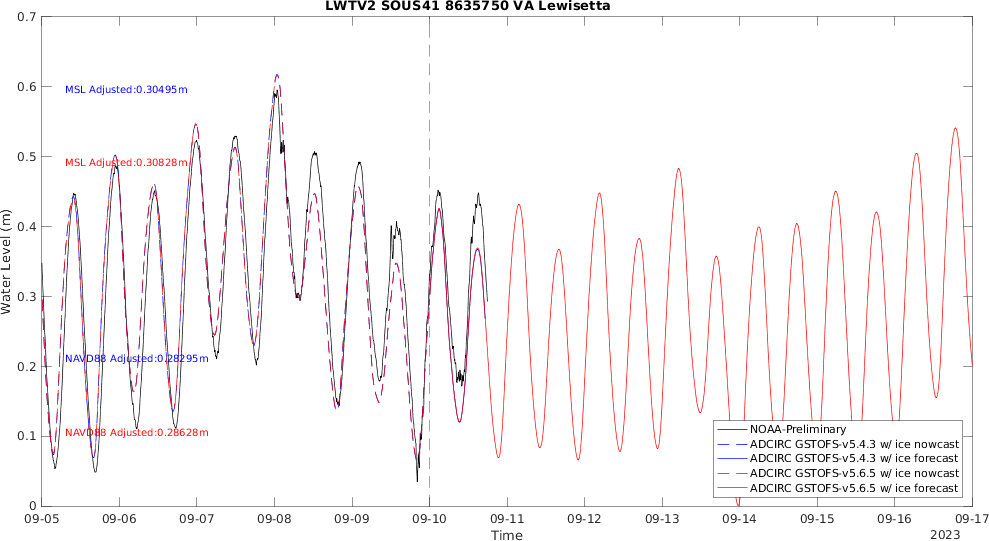 LWTV2 SOUS41 8635750 VA Lewisetta
0.7
0.6
0.5
0.4
0.3
0.2
0.1
0
Water Level (m)
MSL Adjusted:0.30495m
MSL Adjusted:0.30828m
NAVD88 Adjusted:0.28295m
NAVD88 Adjusted:0.28628m
NOAA-Preliminary
ADCIRC GSTOFS-v5.4.3 w/ ice nowcast
ADCIRC GSTOFS-v5.4.3 w/ ice forecast
ADCIRC GSTOFS-v5.6.5 w/ ice nowcast
ADCIRC GSTOFS-v5.6.5 w/ ice forecast
09-05 09-06 09-07 09-08 09-09 09-10 09-11 09-12 09-13 09-14 09-15 09-16 09-17
Time
2023